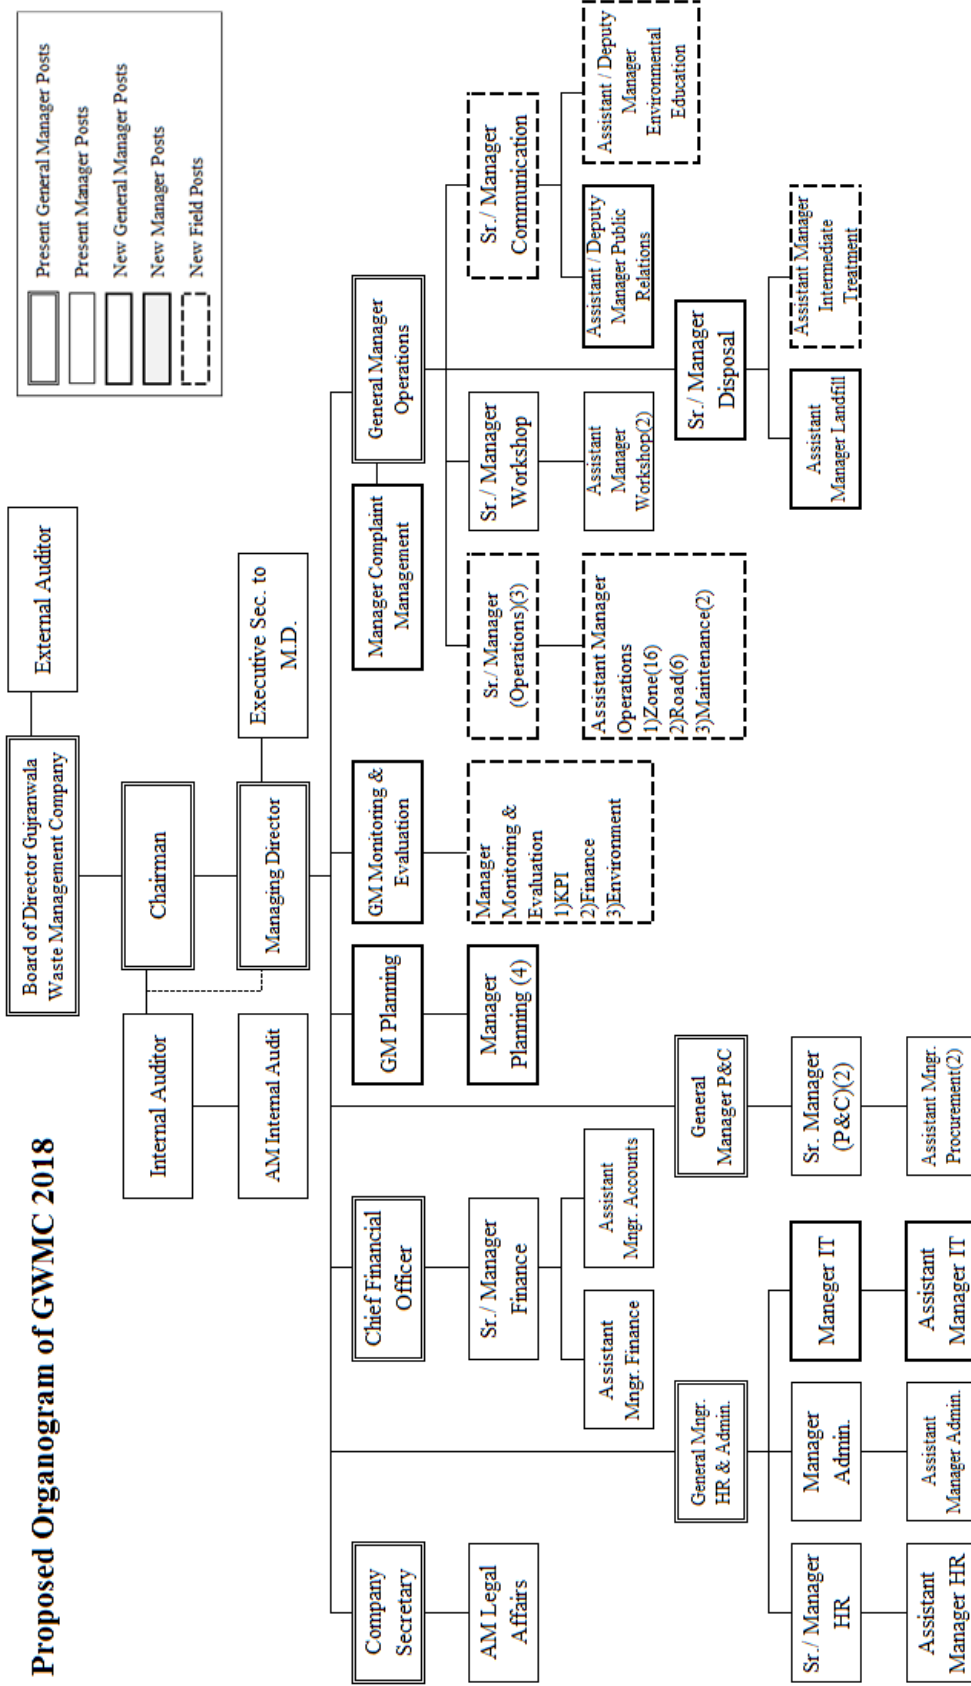 Proposed Organogram of GWMC 2018
Present General Manager Posts
Present Manager Posts
New General Manager Posts
New Manager Posts
New Field Posts
Board of Director Gujranwala
Waste Management Company
External Auditor
Internal Auditor
Chairman
AM Internal Audit
Managing Director
Executive Sec. to
M.D.
Company
Secretary
Chief Financial
Officer
GM Planning
GM Monitoring &
Evaluation
Manager Complaint
Management
General Manager
Operations
AM Legal
Affairs
Sr./ Manager
Finance
Manager
Planning (4)
Manager
Monitoring &
Evaluation
1)KPI
2)Finance
3)Environment
Sr./ Manager
(Operations)(3)
Sr./ Manager
Workshop
Sr./ Manager
Communication
Assistant
Mngr. Finance
Assistant
Mngr. Accounts
Assistant Manager
Operations
1)Zone(16)
2)Road(6)
3)Maintenance(2)
Assistant
Manager
Workshop(2)
Assistant / Deputy
Manager Public
Relations
Assistant / Deputy
Manager
Environmental
Education
General Mngr.
HR & Admin.
General
Manager P&C
Sr./ Manager
Disposal
Sr./ Manager
HR
Manager
Admin.
Maneger IT
Sr. Manager
(P&C)(2)
Assistant
Manager Landfill
Assistant Manager
Intermediate
Treatment
Assistant
Manager HR
Assistant
Manager Admin.
Assistant
Manager IT
Assistant Mngr.
Procurement(2)